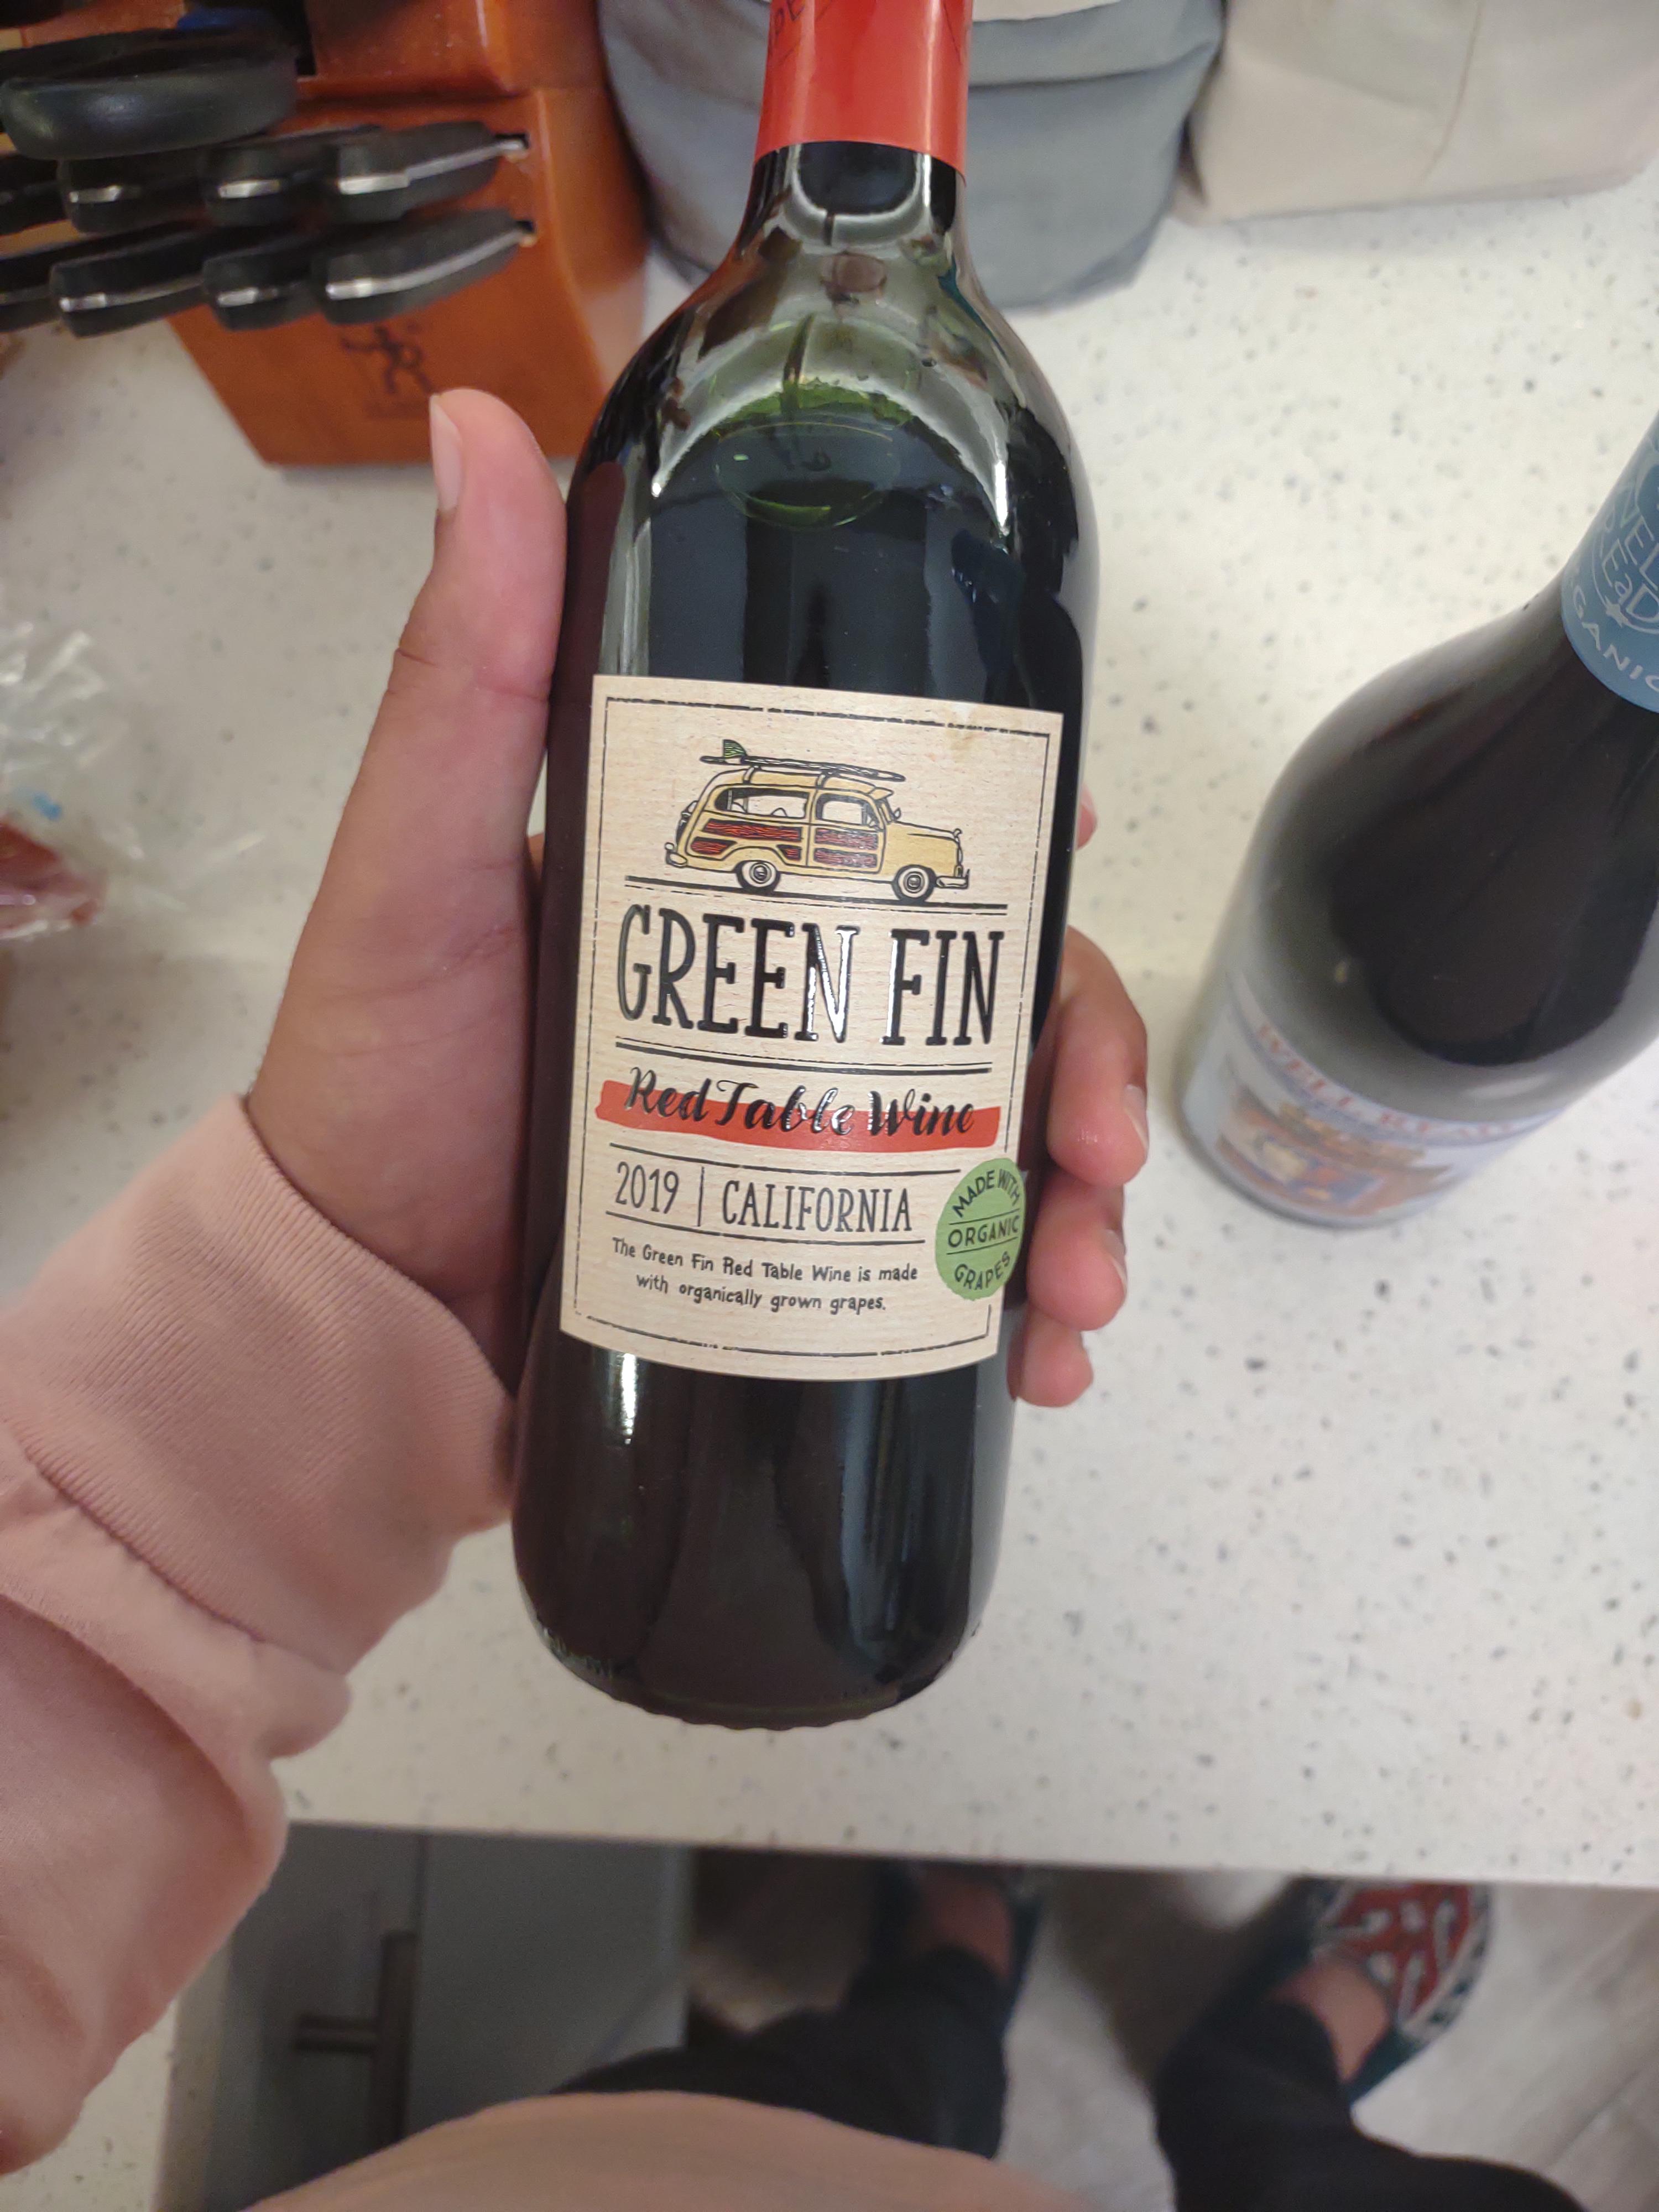 GREEN FIN
Red Table Wine
2019 | CALIFORNIA
The Green Fin Red Table Wine is made
with organically grown grapes.
MADE WITH
ORGANIC
GRAPES